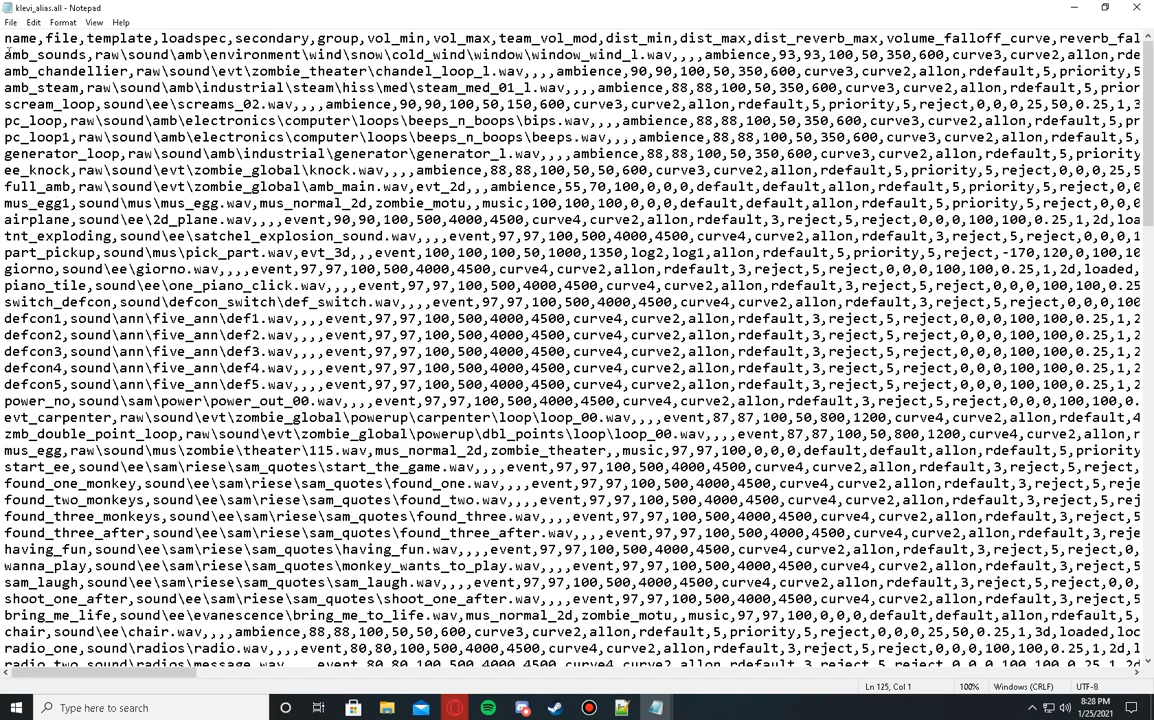 klevi_alias.all - Notepad
File Edit Format View Help
name,file,template,loadspec,secondary,group,vol_min,vol_max,team_vol_mod,dist_min,dist_max,dist_reverb_max,volume_falloff_curve,reverb_fal
amb_sounds,raw\sound\amb\environment\wind\snow\cold_wind\window\window_wind_l.wav,,,,ambience,93,93,100,50,350,600,curve3,curve2,allon,rde
amb_chandellier,raw\sound\evt\zombie_theater\chandel_loop_l.wav,,,,ambience,90,90,100,50,350,600,curve3,curve2,allon,rdefault,5,priority,5
amb_steam,raw\sound\amb\industrial\steam\hiss\med\steam_med_01_l.wav,,,,ambience,88,88,100,50,350,600,curve3,curve2,allon,rdefault,5,prior
scream_loop,sound\ee\screams_02.wav,,,,ambience,90,90,100,50,150,600,curve3,curve2,allon,rdefault,5,priority,5,reject,0,0,0,25,50,0.25,1,3
pc_loop,raw\sound\amb\electronics\computer\loops\beeps_n_boops\bips.wav,,,,ambience,88,88,100,50,350,600,curve3,curve2,allon,rdefault,5,pr
pc_loop1,raw\sound\amb\electronics\computer\loops\beeps_n_boops\beeps.wav,,,,ambience,88,88,100,50,350,600,curve3,curve2,allon,rdefault,5,
generator_loop,raw\sound\amb\industrial\generator\generator_l.wav,,,,ambience,88,88,100,50,350,600,curve3,curve2,allon,rdefault,5,priority
ee_knock,raw\sound\evt\zombie_global\knock.wav,,,,ambience,88,88,100,50,50,600,curve3,curve2,allon,rdefault,5,priority,5,reject,0,0,0,25,5
full_amb,raw\sound\evt\zombie_global\amb_main.wav,evt_2d,,,ambience,55,70,100,0,0,0,default,default,allon,rdefault,5,priority,5,reject,0,0
mus_egg1,sound\mus\mus_egg.wav,mus_normal_2d,zombie_motu,,music,100,100,100,0,0,0,default,default,allon,rdefault,5,priority,5,reject,0,0,0
airplane,sound\ee\2d_plane.wav,,,,event,90,90,100,500,4000,4500,curve4,curve2,allon,rdefault,3,reject,5,reject,0,0,0,100,100,0.25,1,2d,loa
tnt_exploding,sound\ee\satchel_explosion_sound.wav,,,,event,97,97,100,500,4000,4500,curve4,curve2,allon,rdefault,3,reject,5,reject,0,0,0,1
part_pickup,sound\mus\pick_part.wav,evt_3d,,,event,100,100,100,50,1000,1350,log2,log1,allon,rdefault,5,priority,5,reject,-170,120,0,100,10
giorno,sound\ee\giorno.wav,,,,event,97,97,100,500,4000,4500,curve4,curve2,allon,rdefault,3,reject,5,reject,0,0,0,100,100,0.25,1,2d,loaded,
piano_tile,sound\ee\one_piano_click.wav,,,,event,97,97,100,500,4000,4500,curve4,curve2,allon,rdefault,3,reject,5,reject,0,0,0,100,100,0.25
switch_defcon,sound\defcon_switch\def_switch.wav,,,,event,97,97,100,500,4000,4500,curve4,curve2,allon,rdefault,3,reject,5,reject,0,0,0,100
defcon1,sound\ann\five_ann\def1.wav,,,,event,97,97,100,500,4000,4500,curve4,curve2,allon,rdefault,3,reject,5,reject,0,0,0,100,100,0.25,1,2
defcon2,sound\ann\five_ann\def2.wav,,,,event,97,97,100,500,4000,4500,curve4,curve2,allon,rdefault,3,reject,5,reject,0,0,0,100,100,0.25,1,2
defcon3,sound\ann\five_ann\def3.wav,,,,event,97,97,100,500,4000,4500,curve4,curve2,allon,rdefault,3,reject,5,reject,0,0,0,100,100,0.25,1,2
defcon4,sound\ann\five_ann\def4.wav,,,,event,97,97,100,500,4000,4500,curve4,curve2,allon,rdefault,3,reject,5,reject,0,0,0,100,100,0.25,1,2
defcon5,sound\ann\five_ann\def5.wav,,,,event,97,97,100,500,4000,4500,curve4,curve2,allon,rdefault,3,reject,5,reject,0,0,0,100,100,0.25,1,2
power_no,sound\sam\power\power_out_00.wav,,,,event,97,97,100,500,4000,4500,curve4,curve2,allon,rdefault,3,reject,5,reject,0,0,0,100,100,0.
evt_carpenter,raw\sound\evt\zombie_global\powerup\carpenter\loop\loop_00.wav,,,,event,87,87,100,50,800,1200,curve4,curve2,allon,rdefault,4
zmb_double_point_loop,raw\sound\evt\zombie_global\powerup\dbl_points\loop\loop_00.wav,,,,event,87,87,100,50,800,1200,curve4,curve2,allon,r
mus_egg,raw\sound\mus\zombie\theater\115.wav,mus_normal_2d,zombie_theater,,music,97,97,100,0,0,0,default,default,allon,rdefault,5,priority
start_ee,sound\ee\sam\riese\sam_quotes\start_the_game.wav,,,,event,97,97,100,500,4000,4500,curve4,curve2,allon,rdefault,3,reject,5,reject,
found_one_monkey,sound\ee\sam\riese\sam_quotes\found_one.wav,,,,event,97,97,100,500,4000,4500,curve4,curve2,allon,rdefault,3,reject,5,reje
found_two_monkeys,sound\ee\sam\riese\sam_quotes\found_two.wav,,,,event,97,97,100,500,4000,4500,curve4,curve2,allon,rdefault,3,reject,5,rej
found_three_monkeys,sound\ee\sam\riese\sam_quotes\found_three.wav,,,,event,97,97,100,500,4000,4500,curve4,curve2,allon,rdefault,3,reject,5
found_three_after,sound\ee\sam\riese\sam_quotes\found_three_after.wav,,,,event,97,97,100,500,4000,4500,curve4,curve2,allon,rdefault,3,reje
having_fun,sound\ee\sam\riese\sam_quotes\having_fun.wav,,,,event,97,97,100,500,4000,4500,curve4,curve2,allon,rdefault,3,reject,5,reject,0,
wanna_play,sound\ee\sam\riese\sam_quotes\monkey_wants_to_play.wav,,,,event,97,97,100,500,4000,4500,curve4,curve2,allon,rdefault,3,reject,5
sam_laugh,sound\ee\sam\riese\sam_quotes\sam_laugh.wav,,,,event,97,97,100,500,4000,4500,curve4,curve2,allon,rdefault,3,reject,5,reject,0,0,
shoot_one_after,sound\ee\sam\riese\sam_quotes\shoot_one_after.wav,,,,event,97,97,100,500,4000,4500,curve4,curve2,allon,rdefault,3,reject,5
bring_me_life,sound\ee\evanescence\bring_me_to_life.wav,mus_normal_2d,zombie_motu,,music,97,97,100,0,0,0,default,default,allon,rdefault,5,
chair,sound\ee\chair.wav,,,,ambience,88,88,100,50,50,600,curve3,curve2,allon,rdefault,5,priority,5,reject,0,0,0,25,50,0.25,1,3d,loaded,loc
radio_one,sound\radios\radio.wav,,,,event,80,80,100,500,4000,4500,curve4,curve2,allon,rdefault,3,reject,5,reject,0,0,0,100,100,0.25,1,2d,l
radio_two,sound\radios\message.wav,,,,event,80,80,100,500,4000,4500,curve4,curve2,allon,rdefault,3,reject,5,reject,0,0,0,100,100,0.25,1,2d
Ln 125, Col 1 100% Windows (CRLF) UTF-8
Type here to search
8:28 PM
1/25/2021